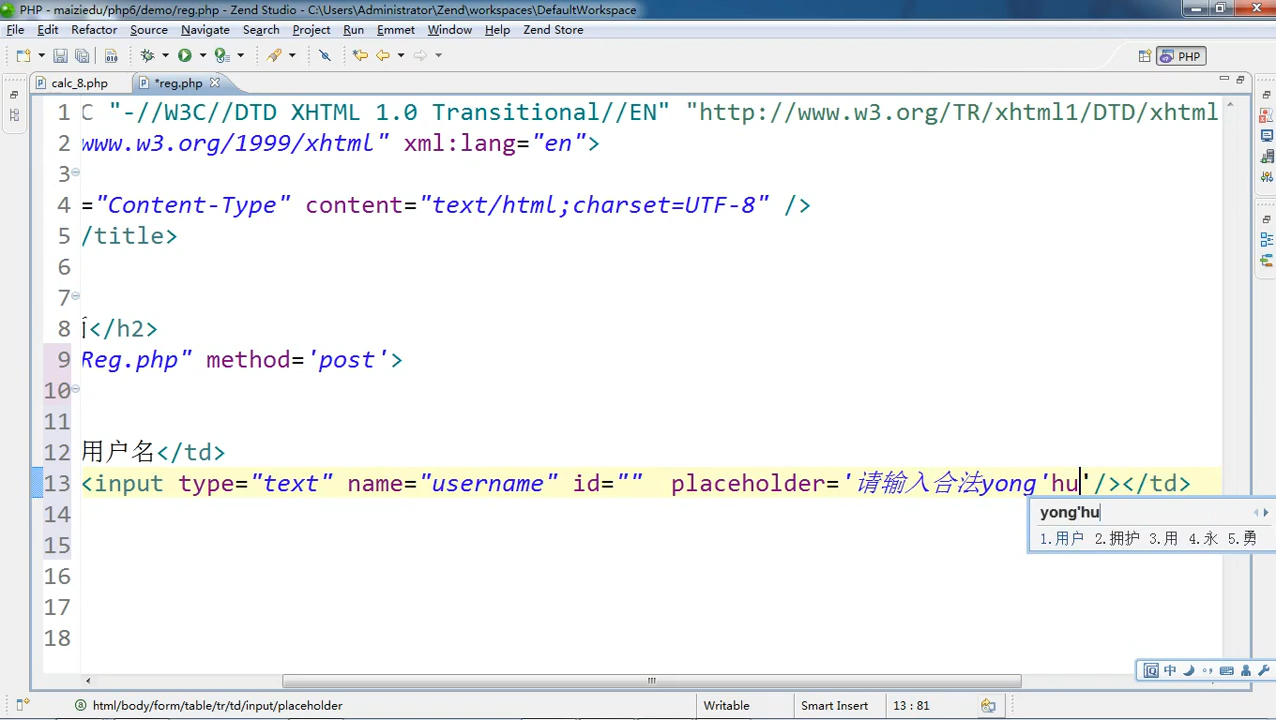 PHP - maiziedu/php6/demo/reg.php - Zend Studio - C:\Users\Administrator\Zend\workspaces\DefaultWorkspace
File Edit Refactor Source Navigate Search Project Run Emmet Window Help Zend Store
PHP
calc_8.php *reg.php
1 C "-//W3C//DTD XHTML 1.0 Transitional//EN" "http://www.w3.org/TR/xhtml1/DTD/xhtml
2 www.w3.org/1999/xhtml" xml:lang="en">
3
4 ="Content-Type" content="text/html;charset=UTF-8" />
5 /title>
6
7
8 </h2>
9 Reg.php" method='post'>
10
11
12 用户名</td>
13 <input type="text" name="username" id="" placeholder='请输入合法yong'hu'/></td>
yong'hu
1.用户 2.拥护 3.用 4.永 5.勇
14
15
16
17
18
中
html/body/form/table/tr/td/input/placeholder Writable Smart Insert 13 : 81